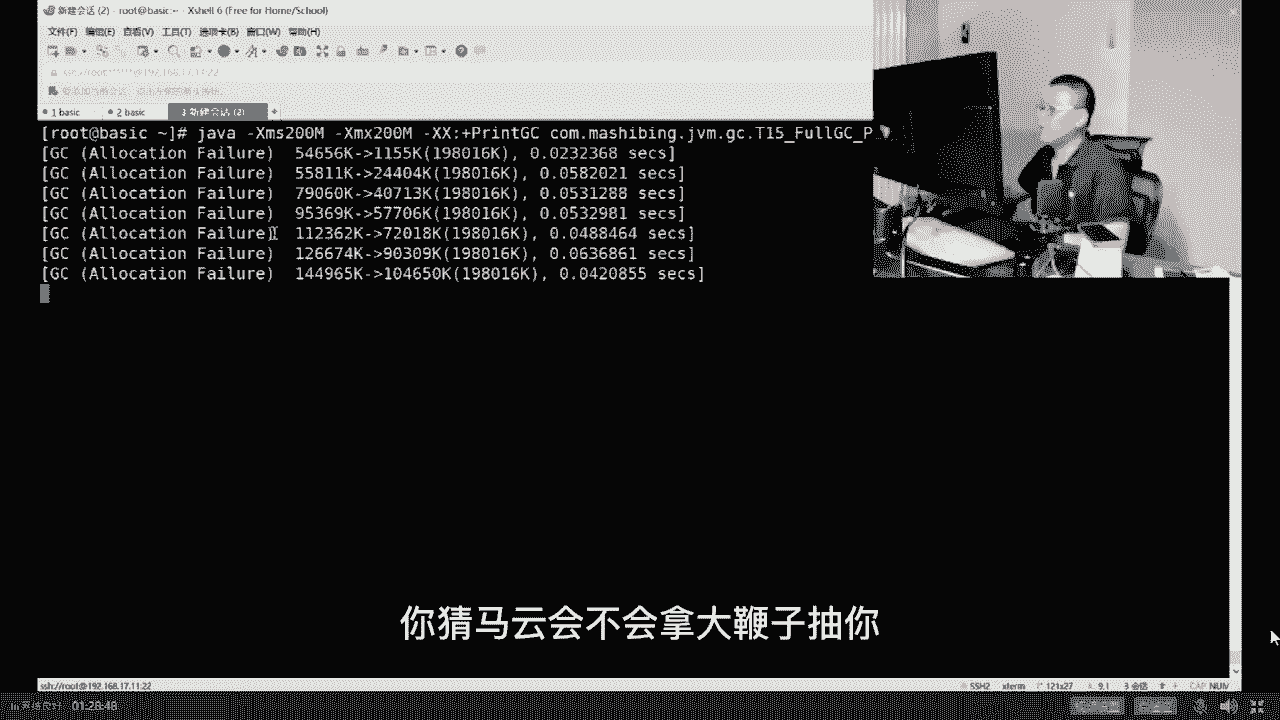 新建会话 (2) - root@basic:~ - Xshell 6 (Free for Home/School)
文件(F) 编辑(E) 查看(V) 工具(T) 选项卡(B) 窗口(W) 帮助(H)
1 basic 2 basic 3 新建会话 (2) +
[root@basic ~]# java -Xms200M -Xmx200M -XX:+PrintGC com.mashibing.jvm.gc.T15_FullGC_P
[GC (Allocation Failure)  54656K->1155K(198016K), 0.0232368 secs]
[GC (Allocation Failure)  55811K->24404K(198016K), 0.0582021 secs]
[GC (Allocation Failure)  79060K->40713K(198016K), 0.0531288 secs]
[GC (Allocation Failure)  95369K->57706K(198016K), 0.0532981 secs]
[GC (Allocation Failure)  112362K->72018K(198016K), 0.0488464 secs]
[GC (Allocation Failure)  126674K->90309K(198016K), 0.0636861 secs]
[GC (Allocation Failure)  144965K->104650K(198016K), 0.0420855 secs]
你猜马云会不会拿大鞭子抽你
ssh://root@192.168.17.11:22 SSH2 xterm 121x27 9,1 3 会话 CAP NUM
01:28:48